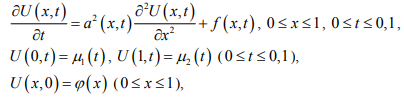 ∂U(x,t)/∂t = a²(x,t) ∂²U(x,t)/∂x² + f(x,t), 0 ≤ x ≤ 1, 0 ≤ t ≤ 0,1,
U(0,t) = μ₁(t), U(1,t) = μ₂(t) (0 ≤ t ≤ 0,1),
U(x,0) = φ(x) (0 ≤ x ≤ 1),